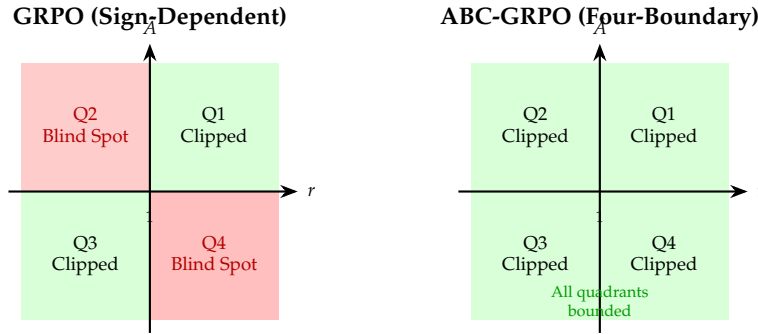 GRPO (Sign-Dependent)
A
Q2
Blind Spot
Q1
Clipped
r
1
Q3
Clipped
Q4
Blind Spot
ABC-GRPO (Four-Boundary)
A
Q2
Clipped
Q1
Clipped
1
Q3
Clipped
Q4
Clipped
All quadrants
bounded